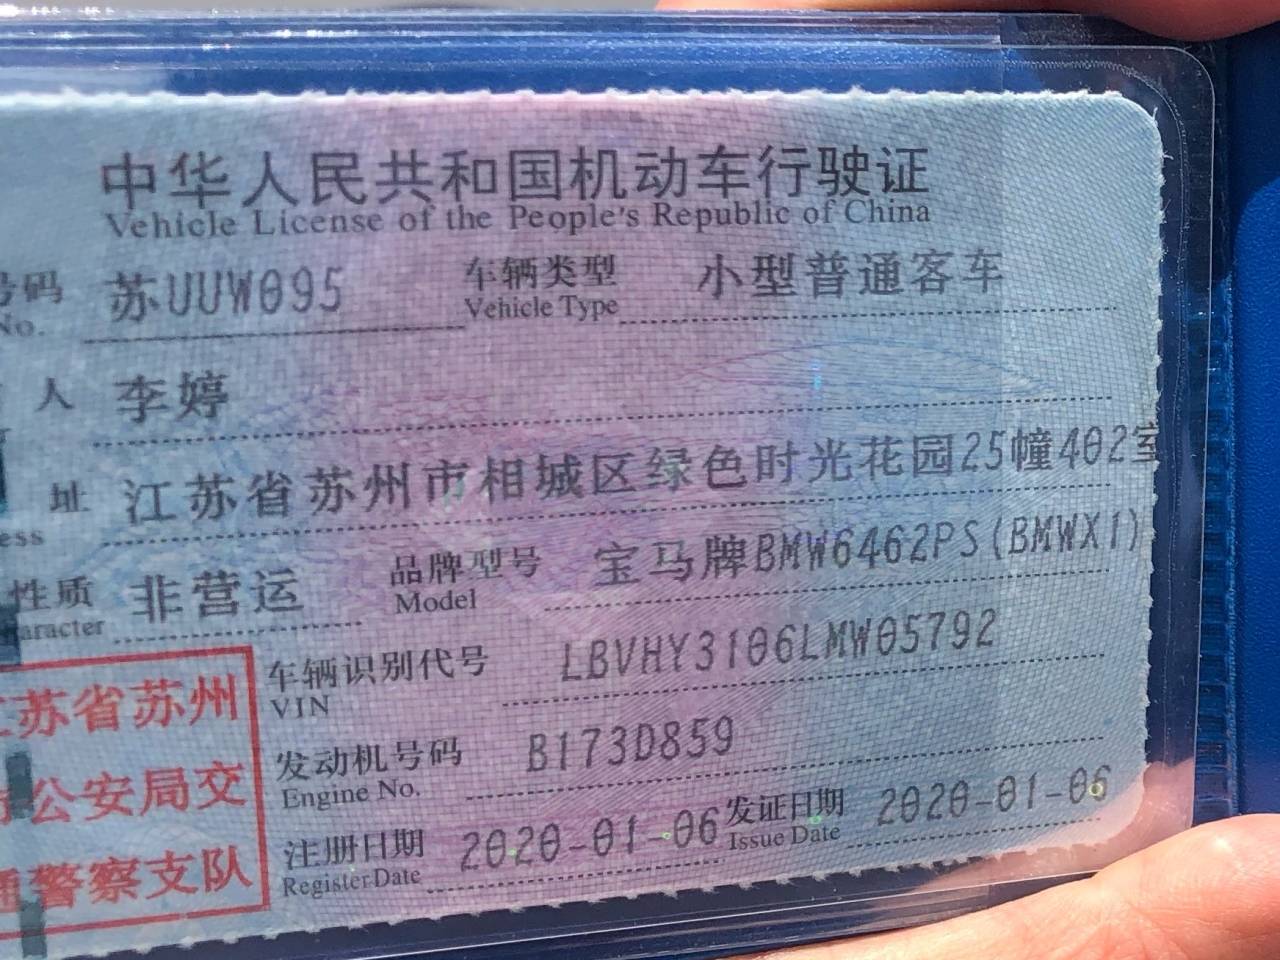 中华人民共和国机动车行驶证
Vehicle License of the People's Republic of China
号码 苏UUW095 车辆类型 小型普通客车
No. Vehicle Type
人 李婷
址 江苏省苏州市相城区绿色时光花园25幢402室
ess
性质 非营运 品牌型号 宝马牌BMW6462PS(BMWX1)
aracter Model
车辆识别代号 LBVHY3106LMW05792
VIN
发动机号码 B173D859
Engine No.
注册日期 2020-01-06 发证日期 2020-01-06
Register Date Issue Date
江苏省苏州
市公安局交
通警察支队